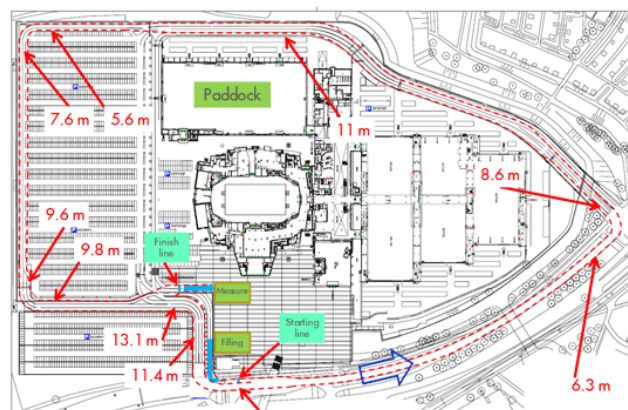 Paddock
7.6 m
5.6 m
11 m
8.6 m
9.6 m
9.8 m
Finish
line
Measure
Starting
line
Filling
13.1 m
11.4 m
6.3 m